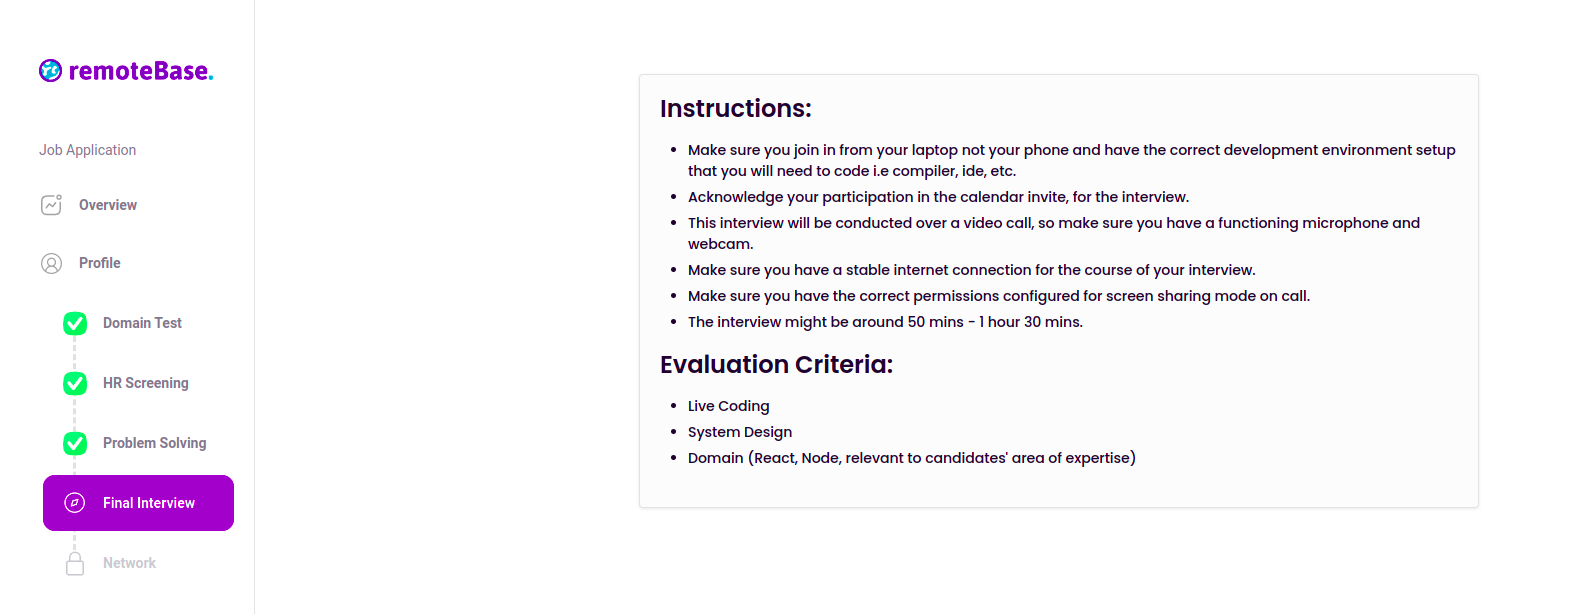 remoteBase.
Job Application
Overview
Profile
Domain Test
HR Screening
Problem Solving
Final Interview
Network
Instructions:
• Make sure you join in from your laptop not your phone and have the correct development environment setup
that you will need to code i.e compiler, ide, etc.
• Acknowledge your participation in the calendar invite, for the interview.
• This interview will be conducted over a video call, so make sure you have a functioning microphone and
webcam.
• Make sure you have a stable internet connection for the course of your interview.
• Make sure you have the correct permissions configured for screen sharing mode on call.
• The interview might be around 50 mins - 1 hour 30 mins.
Evaluation Criteria:
• Live Coding
• System Design
• Domain (React, Node, relevant to candidates' area of expertise)